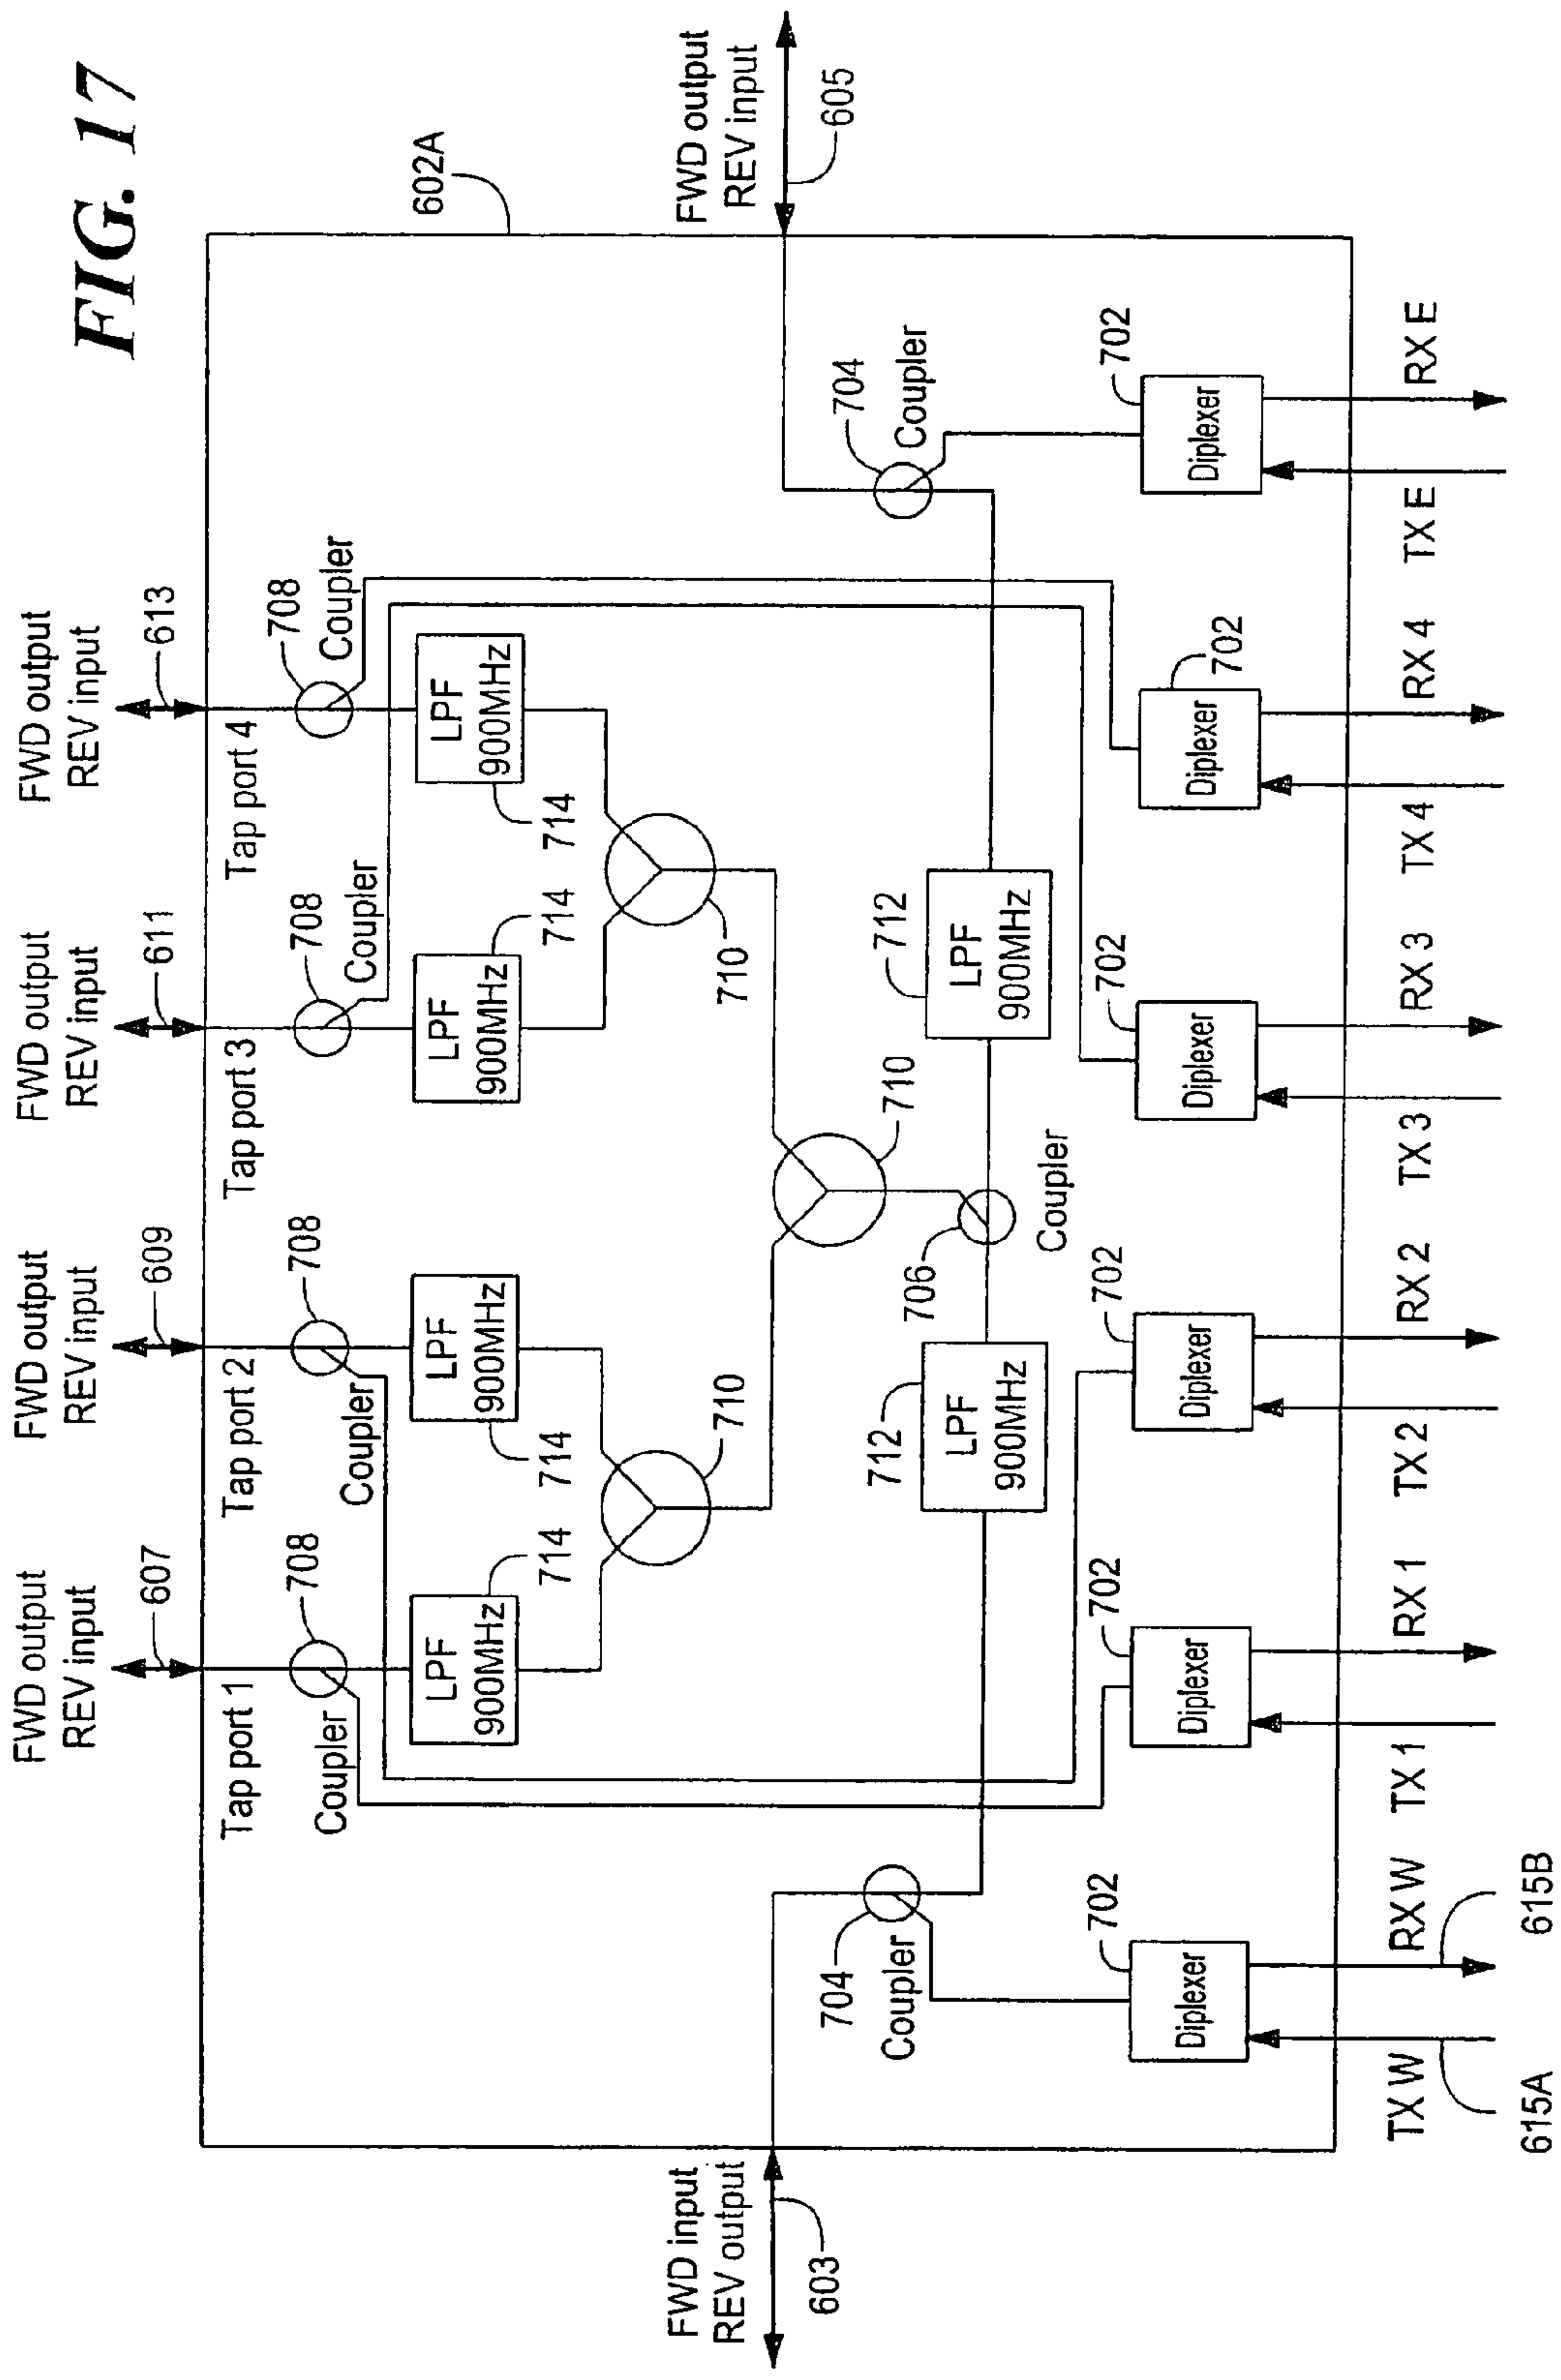 FIG. 17
FWD output
REV input
607
FWD output
REV input
609
FWD output
REV input
611
FWD output
REV input
613
602A
Tap port 1
Tap port 2
Tap port 3
Tap port 4
708
Coupler
708
Coupler
708
Coupler
708
Coupler
LPF
900MHz
714
LPF
900MHz
714
LPF
900MHz
714
LPF
900MHz
714
710
710
710
FWD input
REV output
603
FWD output
REV input
605
704
Coupler
704
Coupler
712
LPF
900MHz
706
Coupler
712
LPF
900MHz
702
Diplexer
702
Diplexer
702
Diplexer
702
Diplexer
702
Diplexer
702
Diplexer
TX W
RX W
TX 1
RX 1
TX 2
RX 2
TX 3
RX 3
TX 4
RX 4
TX E
RX E
615A
615B